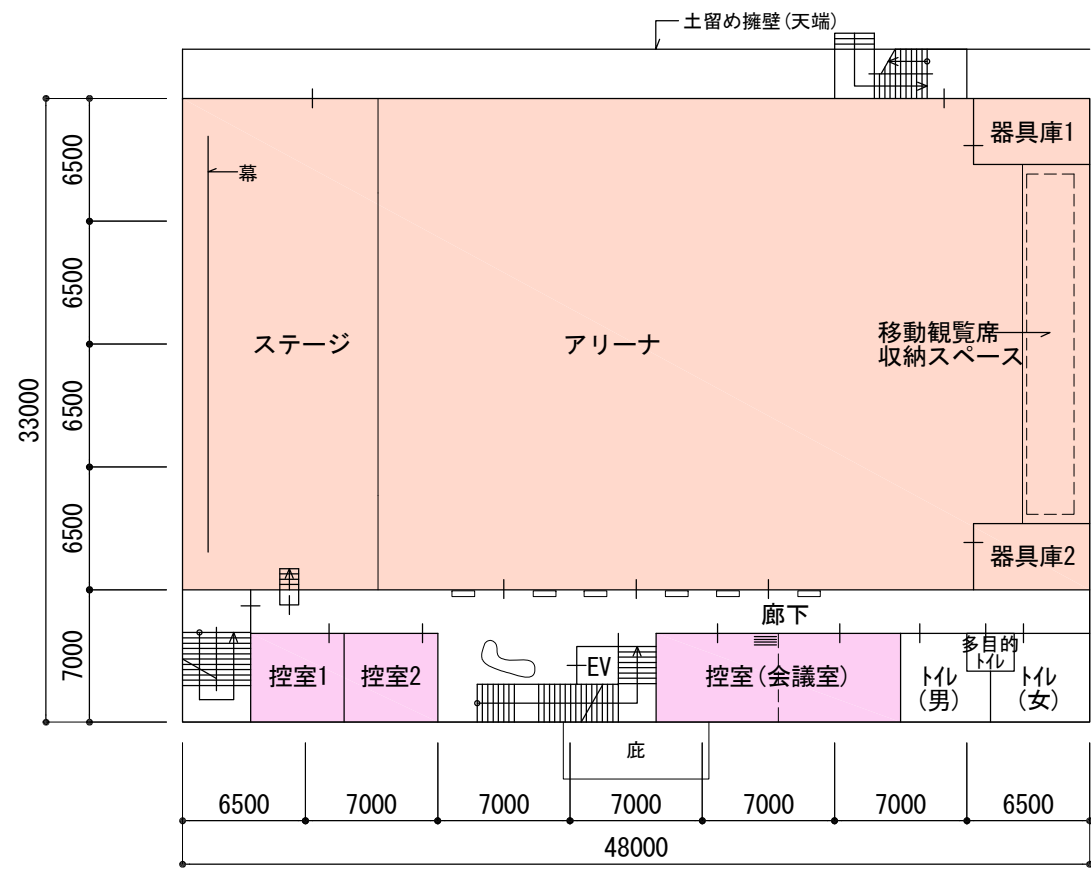 土留め擁壁(天端)
器具庫1
幕
ステージ
アリーナ
移動観覧席
収納スペース
器具庫2
廊下
控室1
控室2
EV
控室(会議室)
トイレ
(男)
多目的
トイレ
トイレ
(女)
庇
6500
6500
6500
6500
7000
33000
6500
7000
7000
7000
7000
7000
6500
48000